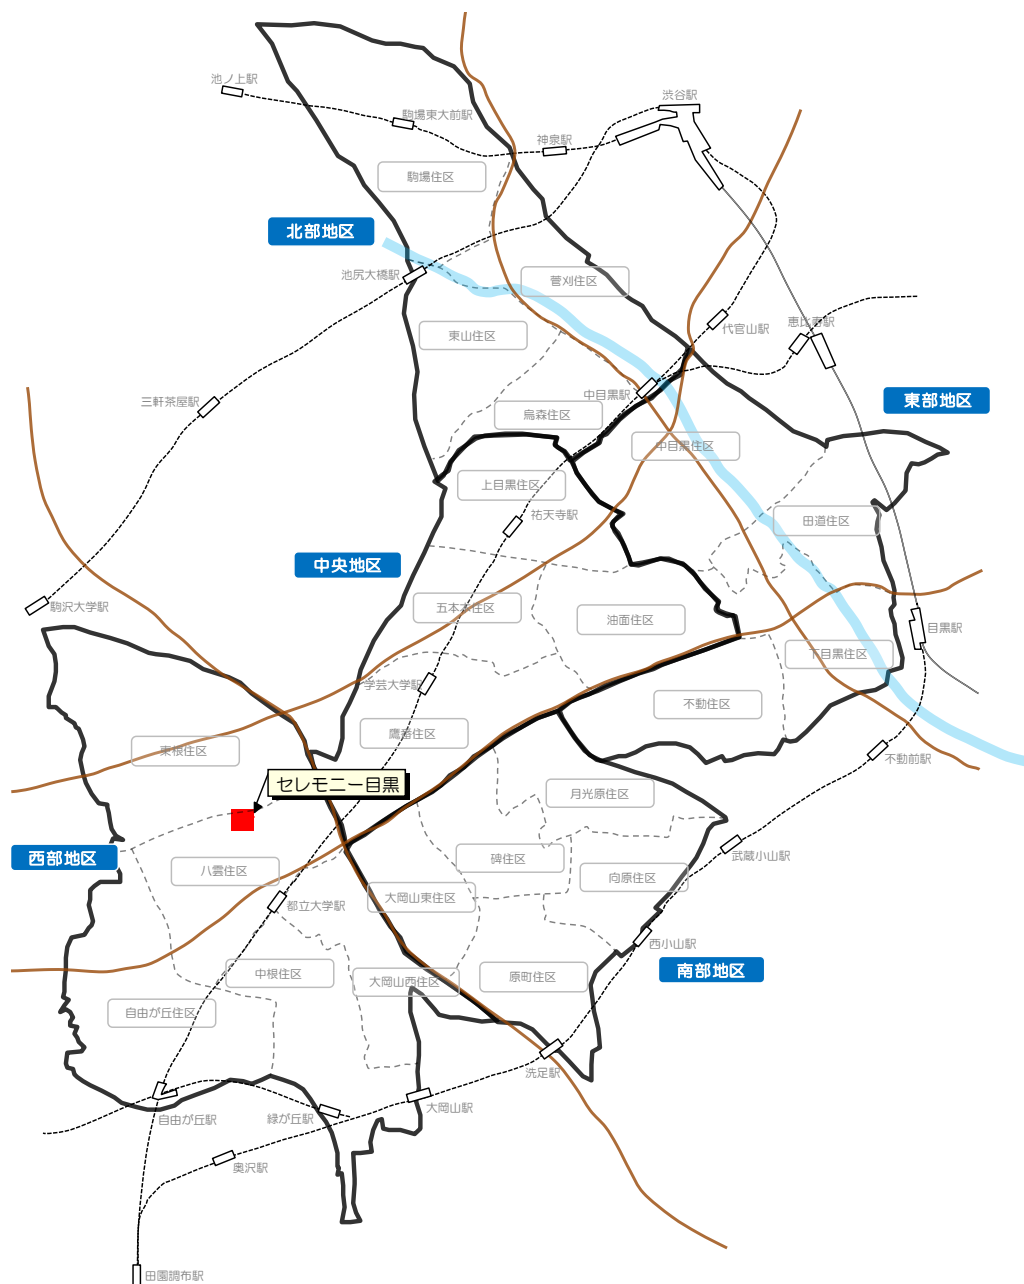 池ノ上駅
渋谷駅
駒場東大前駅
神泉駅
駒場住区
北部地区
池尻大橋駅
菅刈住区
東山住区
代官山駅
恵比寿駅
三軒茶屋駅
中目黒駅
東部地区
烏森住区
中目黒住区
上目黒住区
祐天寺駅
田道住区
中央地区
駒沢大学駅
五本木住区
油面住区
目黒駅
下目黒住区
学芸大学駅
不動住区
鷹番住区
東根住区
不動前駅
セレモニー目黒
月光原住区
西部地区
碑住区
武蔵小山駅
八雲住区
向原住区
大岡山東住区
都立大学駅
西小山駅
中根住区
大岡山西住区
原町住区
南部地区
自由が丘住区
洗足駅
自由が丘駅
緑が丘駅
大岡山駅
奥沢駅
田園調布駅